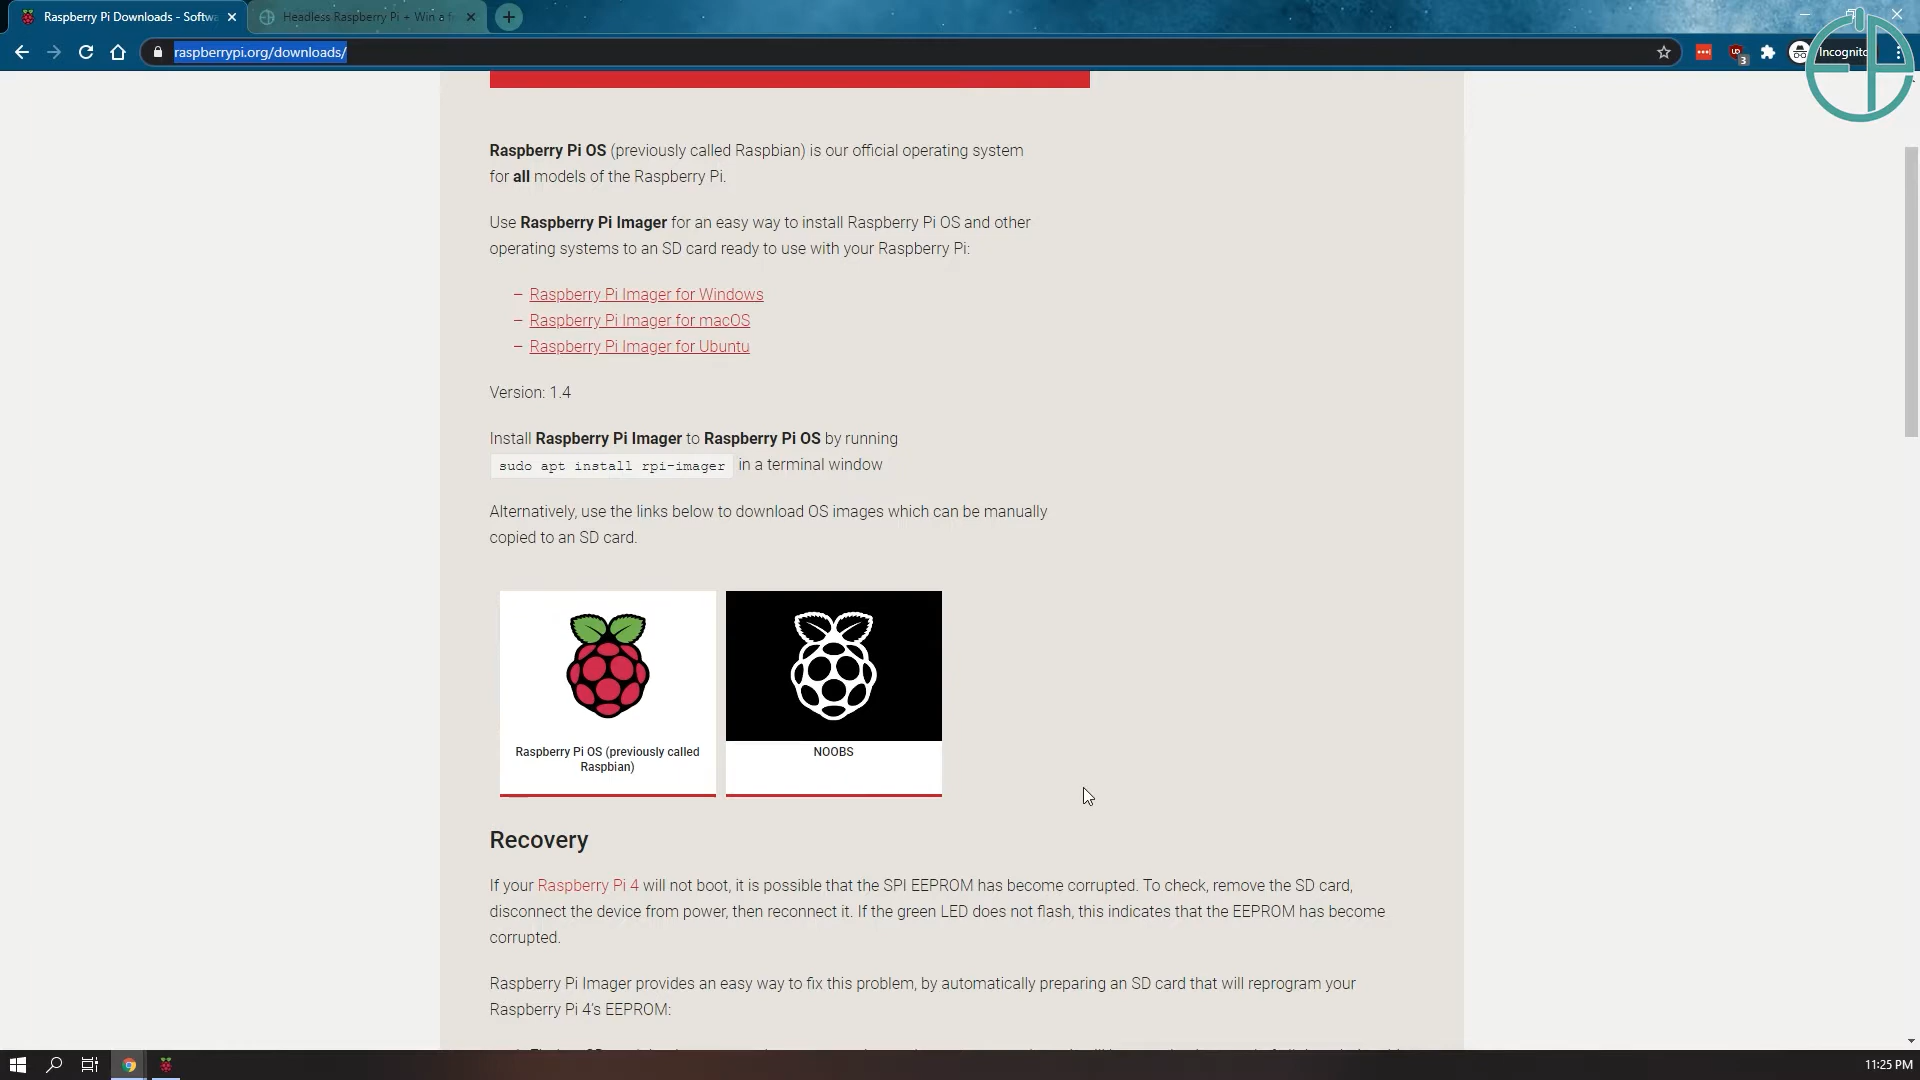 Raspberry Pi Downloads - Softwa
Headless Raspberry Pi + Win a f
raspberrypi.org/downloads/
3
Incognito
Raspberry Pi OS (previously called Raspbian) is our official operating system
for all models of the Raspberry Pi.
Use Raspberry Pi Imager for an easy way to install Raspberry Pi OS and other
operating systems to an SD card ready to use with your Raspberry Pi:
– Raspberry Pi Imager for Windows
– Raspberry Pi Imager for macOS
– Raspberry Pi Imager for Ubuntu
Version: 1.4
Install Raspberry Pi Imager to Raspberry Pi OS by running
sudo apt install rpi-imager in a terminal window
Alternatively, use the links below to download OS images which can be manually
copied to an SD card.
Raspberry Pi OS (previously called
Raspbian)
NOOBS
Recovery
If your Raspberry Pi 4 will not boot, it is possible that the SPI EEPROM has become corrupted. To check, remove the SD card,
disconnect the device from power, then reconnect it. If the green LED does not flash, this indicates that the EEPROM has become
corrupted.
Raspberry Pi Imager provides an easy way to fix this problem, by automatically preparing an SD card that will reprogram your
Raspberry Pi 4's EEPROM:
11:25 PM